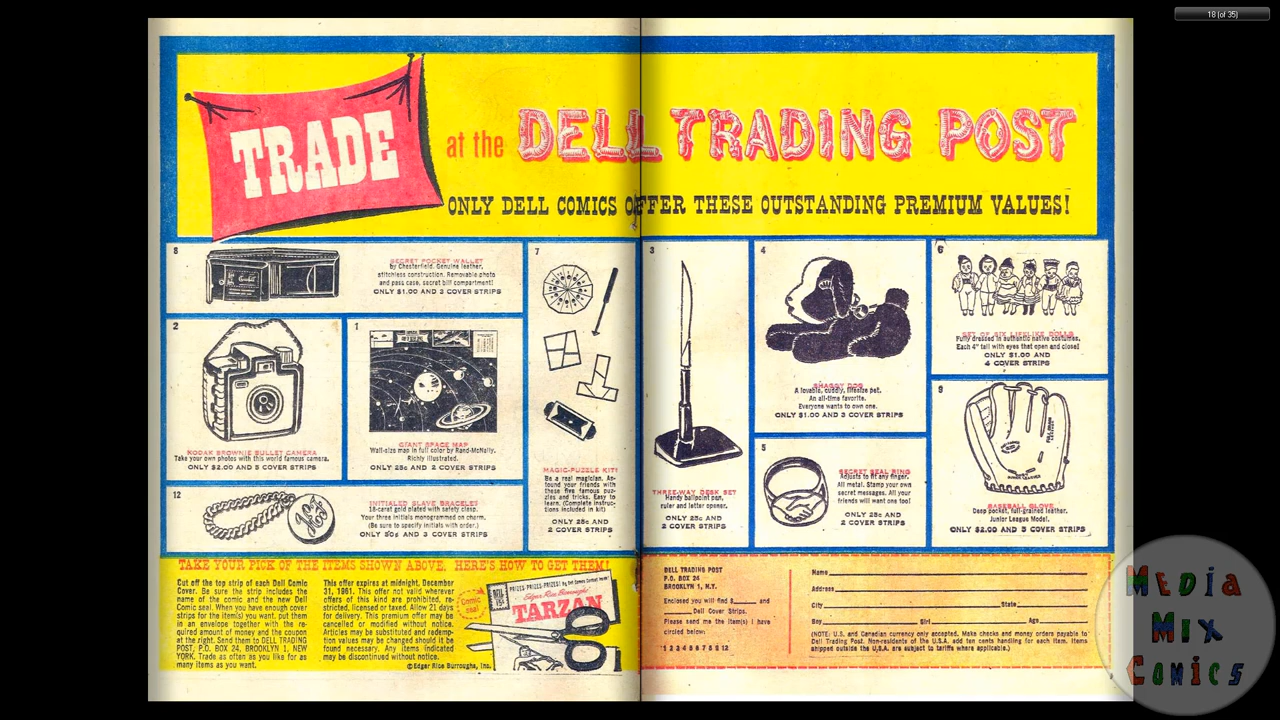 18 (of 35)
TRADE
at the DELL TRADING POST
ONLY DELL COMICS OFFER THESE OUTSTANDING PREMIUM VALUES!
8
SECRET POCKET WALLET
by Chesterfield. Genuine leather,
stitchless construction. Removable photo
and pass case, secret bill compartment!
ONLY $1.00 AND 3 COVER STRIPS
2
KODAK BROWNIE BULLET CAMERA
Take your own photos with this world famous camera.
ONLY $2.00 AND 5 COVER STRIPS
1
GIANT SPACE MAP
Wall-size map in full color by Rand-McNally.
Richly illustrated.
ONLY 25c AND 2 COVER STRIPS
12
INITIALED SLAVE BRACELET
18-carat gold plated with safety clasp.
Your three initials monogrammed on charm.
(Be sure to specify initials with order.)
ONLY 50c AND 3 COVER STRIPS
7
MAGIC-PUZZLE KIT!
Be a real magician. As-
tound your friends with
these five famous puz-
zles and tricks. Easy to
learn. (Complete instruc-
tions included in kit)
ONLY 25c AND
2 COVER STRIPS
3
THREE-WAY DESK SET
Handy ballpoint pen,
ruler and letter opener.
ONLY 25c AND
2 COVER STRIPS
4
SHAGGY DOG
A lovable, cuddly, lifesize pet.
An all-time favorite.
Everyone wants to own one.
ONLY $1.00 AND 3 COVER STRIPS
5
SECRET SEAL RING
Adjusts to fit any finger.
All metal. Stamp your own
secret messages. All your
friends will want one too!
ONLY 25c AND
2 COVER STRIPS
6
SET OF SIX LIFELIKE DOLLS
Fully dressed in authentic native costumes.
Each 4" tall with eyes that open and close!
ONLY $1.00 AND
4 COVER STRIPS
9
BASEBALL GLOVE
Deep pocket, full-grained leather.
Junior League Model.
ONLY $2.00 AND 5 COVER STRIPS
TAKE YOUR PICK OF THE ITEMS SHOWN ABOVE. HERE'S HOW TO GET THEM!
Cut off the top strip of each Dell Comic
Cover. Be sure the strip includes the
name of the comic and the new Dell
Comic seal. When you have enough cover
strips for the item(s) you want, put them
in an envelope together with the re-
quired amount of money and the coupon
at the right. Send them to DELL TRADING
POST, P.O. BOX 24, BROOKLYN 1, NEW
YORK. Trade as often as you like for as
many items as you want.
This offer expires at midnight, December
31, 1961. This offer not valid wherever
offers of this kind are prohibited, re-
stricted, licensed or taxed. Allow 21 days
for delivery. This premium offer may be
cancelled or modified without notice.
Articles may be substituted and redemp-
tion values may be changed should it be
found necessary. Any items indicated
may be discontinued without notice.
© Edgar Rice Burroughs, Inc.
Comic seal
Edgar Rice Burroughs'
TARZAN
DELL TRADING POST
P.O. BOX 24
BROOKLYN 1, N.Y.
Enclosed you will find $ and
Dell Cover Strips.
Please send me the item(s) I have
circled below:
1 2 3 4 5 6 7 8 9 12
Name
Address
City State
Boy Girl Age
(NOTE: U.S. and Canadian currency only accepted. Make checks and money orders payable to
Dell Trading Post. Non-residents of the U.S.A. add ten cents handling for each item. Items
shipped outside the U.S.A. are subject to tariffs where applicable.)
MEDIA
MIX
COMICS